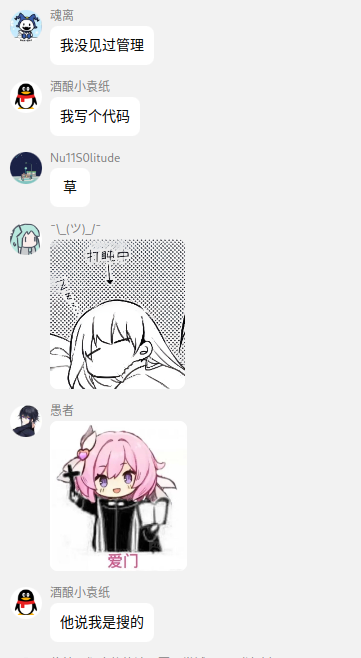 魂离
我没见过管理
酒酿小袁纸
我写个代码
Nu11S0litude
草
¯\_(ツ)_/¯
打盹中
Z z
愚者
爱门
酒酿小袁纸
他说我是搜的